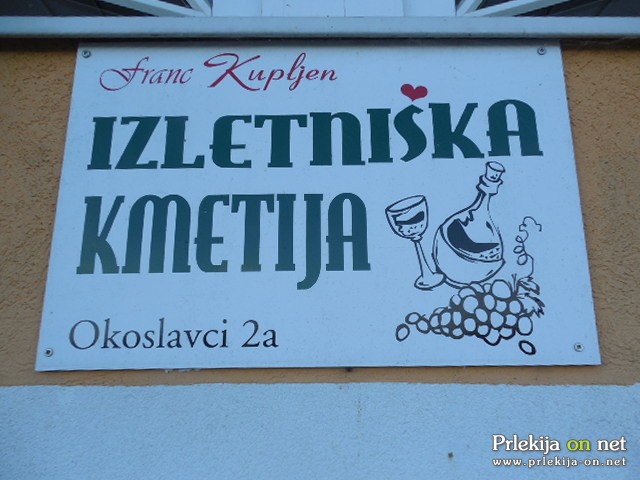 Franc Kupljen
IZLETNIŠKA
KMETIJA
Okoslavci 2a
Prlekija on net
www.prlekija-on.net